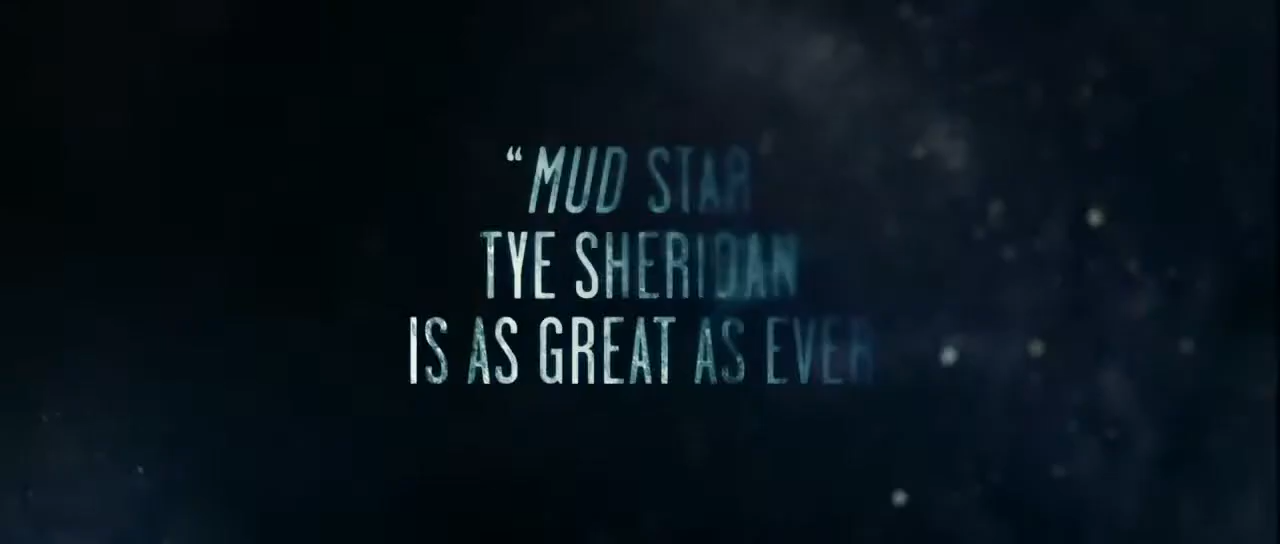 “MUD STAR
TYE SHERIDAN
IS AS GREAT AS EVER